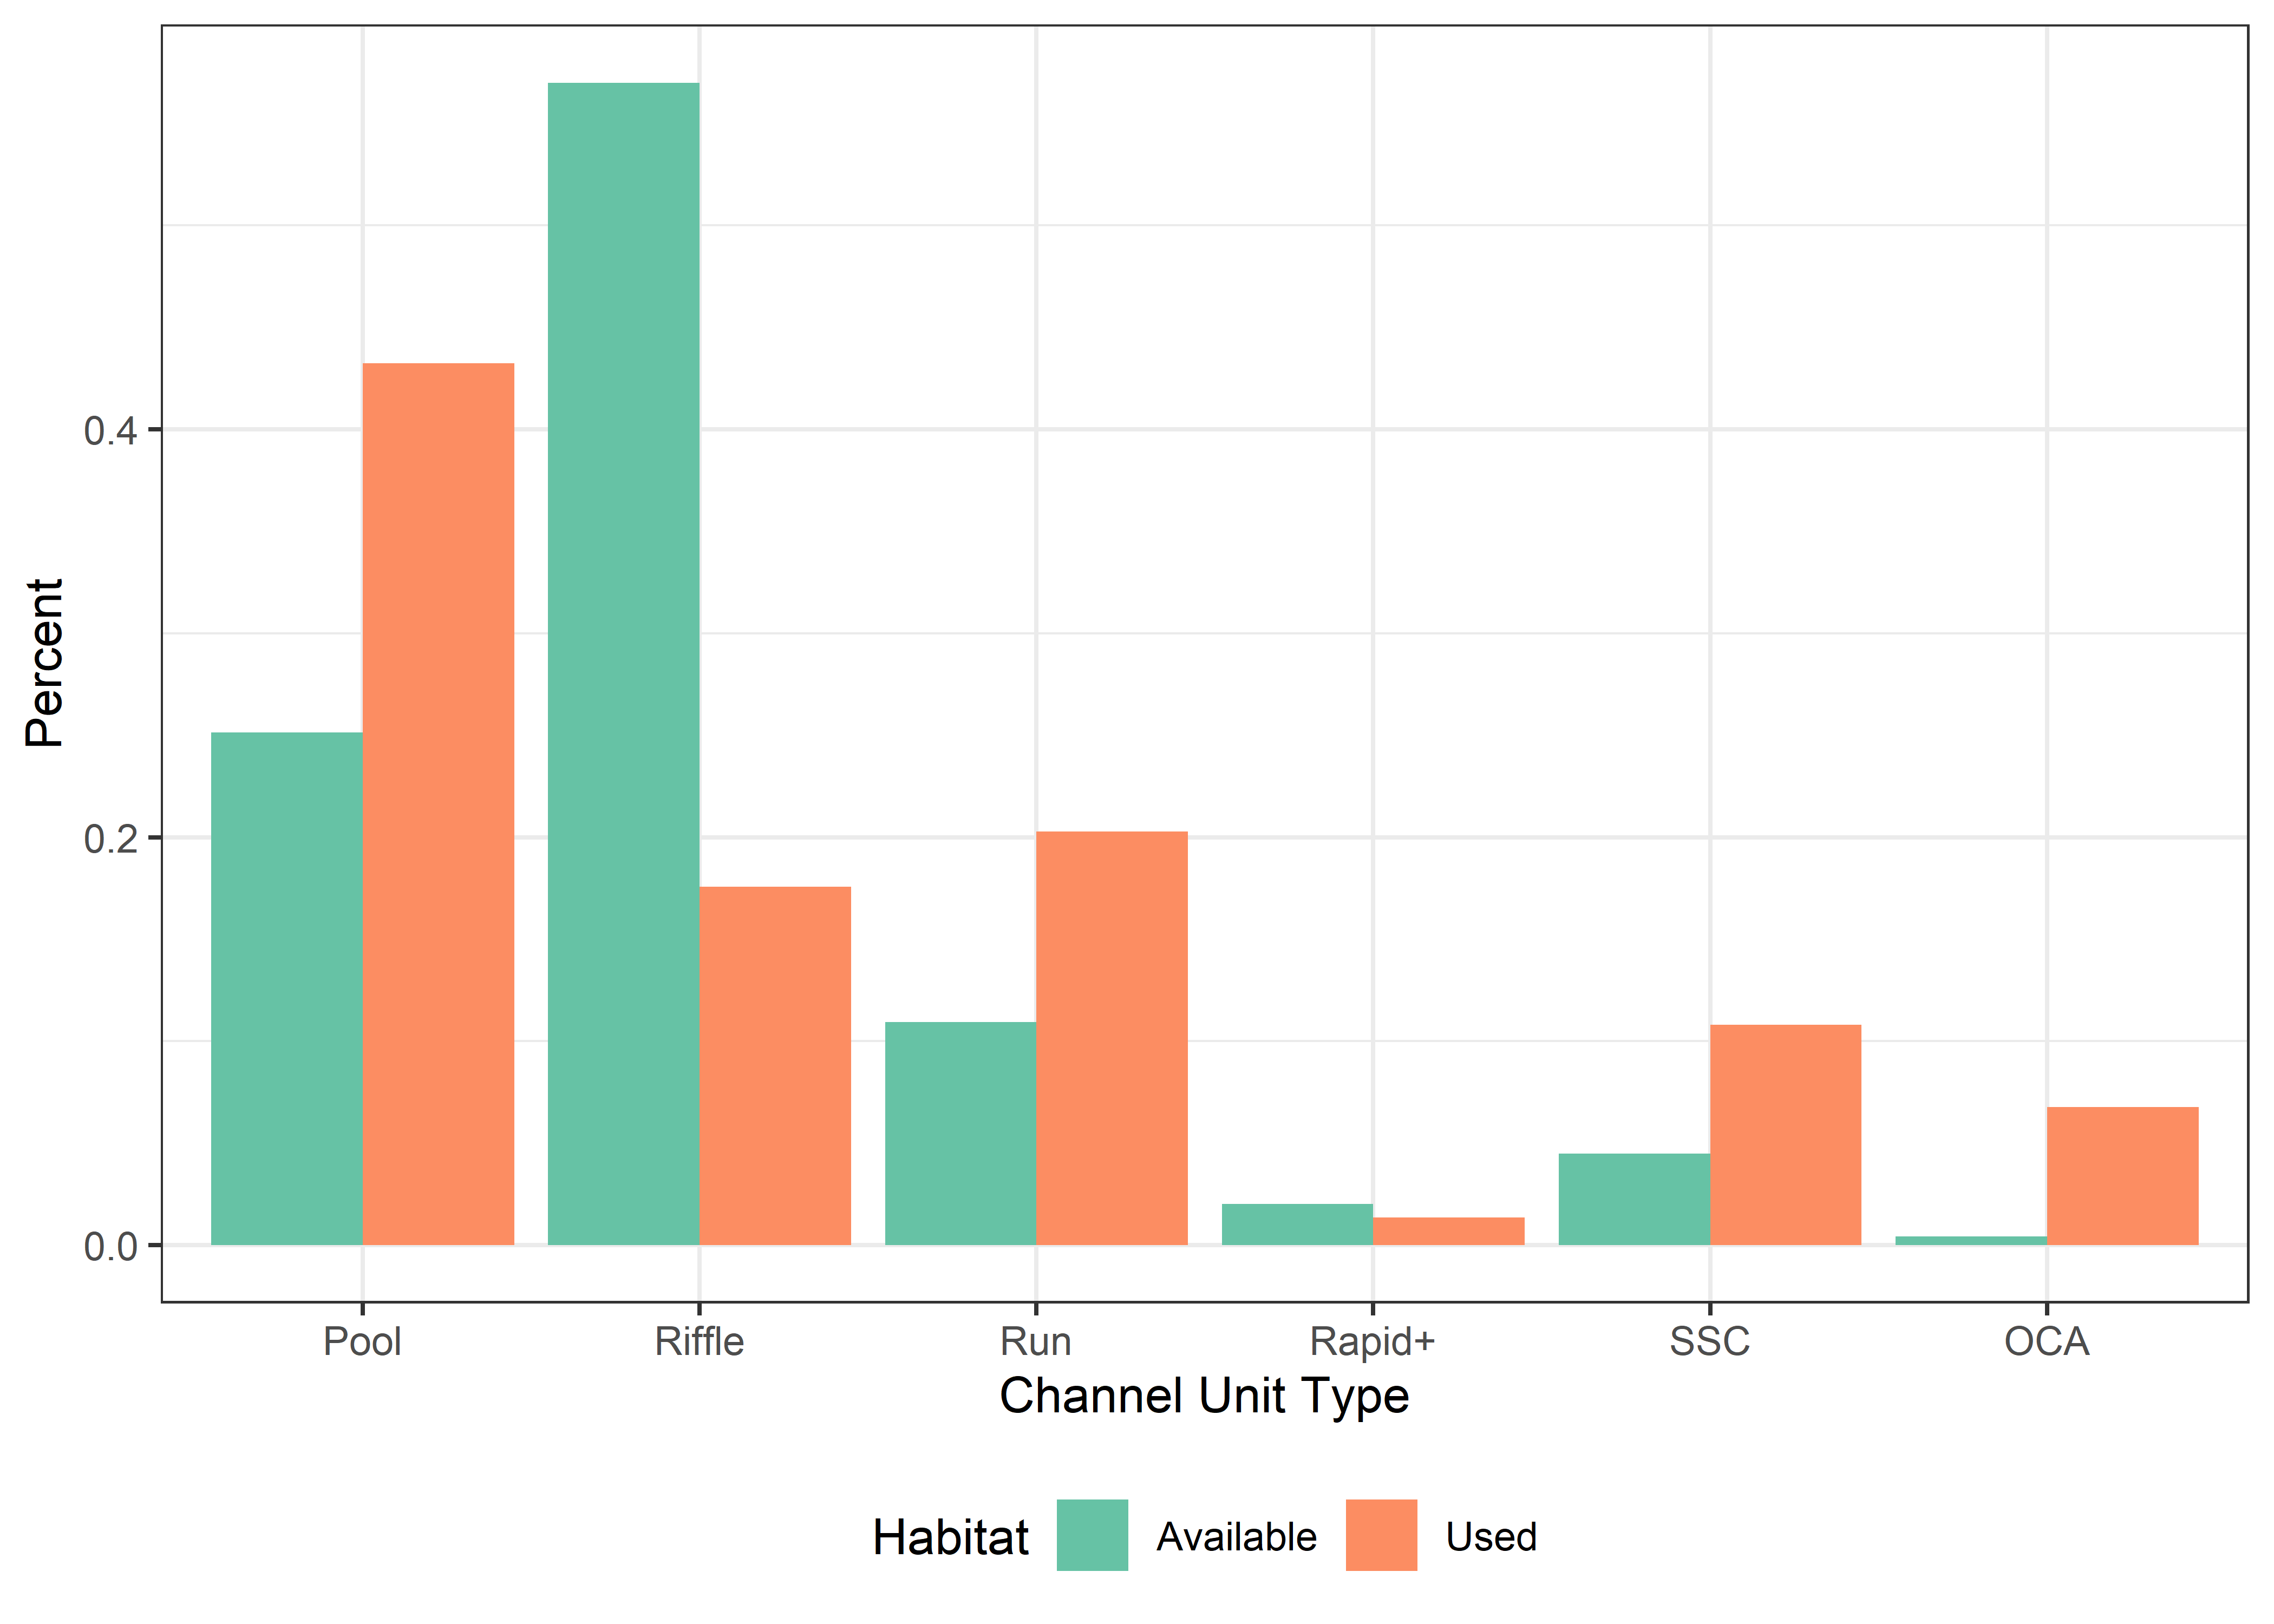 Percent
0.4
0.2
0.0
Pool Riffle Run Rapid+ SSC OCA
Channel Unit Type
Habitat Available Used